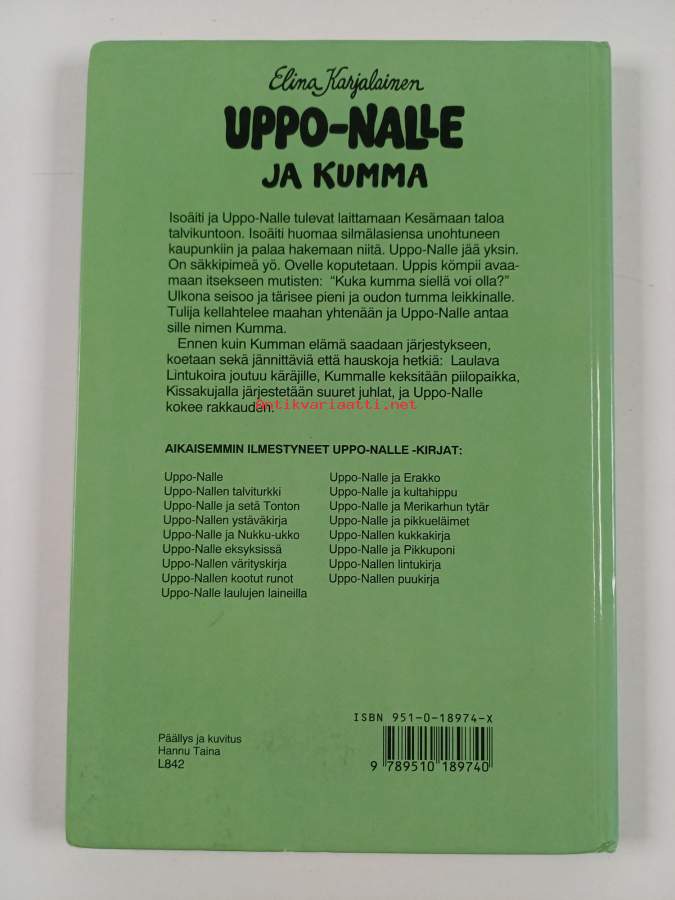 Elina Karjalainen
UPPO-NALLE
JA KUMMA
Isoäiti ja Uppo-Nalle tulevat laittamaan Kesämaan taloa
talvikuntoon. Isoäiti huomaa silmälasiensa unohtuneen
kaupunkiin ja palaa hakemaan niitä. Uppo-Nalle jää yksin.
On säkkipimeä yö. Ovelle koputetaan. Uppis kömpii avaa-
maan itsekseen mutisten: "Kuka kumma siellä voi olla?"
Ulkona seisoo ja tärisee pieni ja oudon tumma leikkinalle.
Tulija kellahtelee maahan yhtenään ja Uppo-Nalle antaa
sille nimen Kumma.
Ennen kuin Kumman elämä saadaan järjestykseen,
koetaan sekä jännittäviä että hauskoja hetkiä: Laulava
Lintukoira joutuu käräjille, Kummalle keksitään piilopaikka,
Kissakujalla järjestetään suuret juhlat, ja Uppo-Nalle
kokee rakkauden.
Antikvariaatti.net
AIKAISEMMIN ILMESTYNEET UPPO-NALLE -KIRJAT:
Uppo-Nalle
Uppo-Nallen talviturkki
Uppo-Nalle ja setä Tonton
Uppo-Nallen ystäväkirja
Uppo-Nalle ja Nukku-ukko
Uppo-Nalle eksyksissä
Uppo-Nallen värityskirja
Uppo-Nallen kootut runot
Uppo-Nalle laulujen laineilla
Uppo-Nalle ja Erakko
Uppo-Nalle ja kultahippu
Uppo-Nalle ja Merikarhun tytär
Uppo-Nalle ja pikkueläimet
Uppo-Nallen kukkakirja
Uppo-Nalle ja Pikkuponi
Uppo-Nallen lintukirja
Uppo-Nallen puukirja
ISBN 951-0-18974-X
9 789510 189740
Päällys ja kuvitus
Hannu Taina
L842